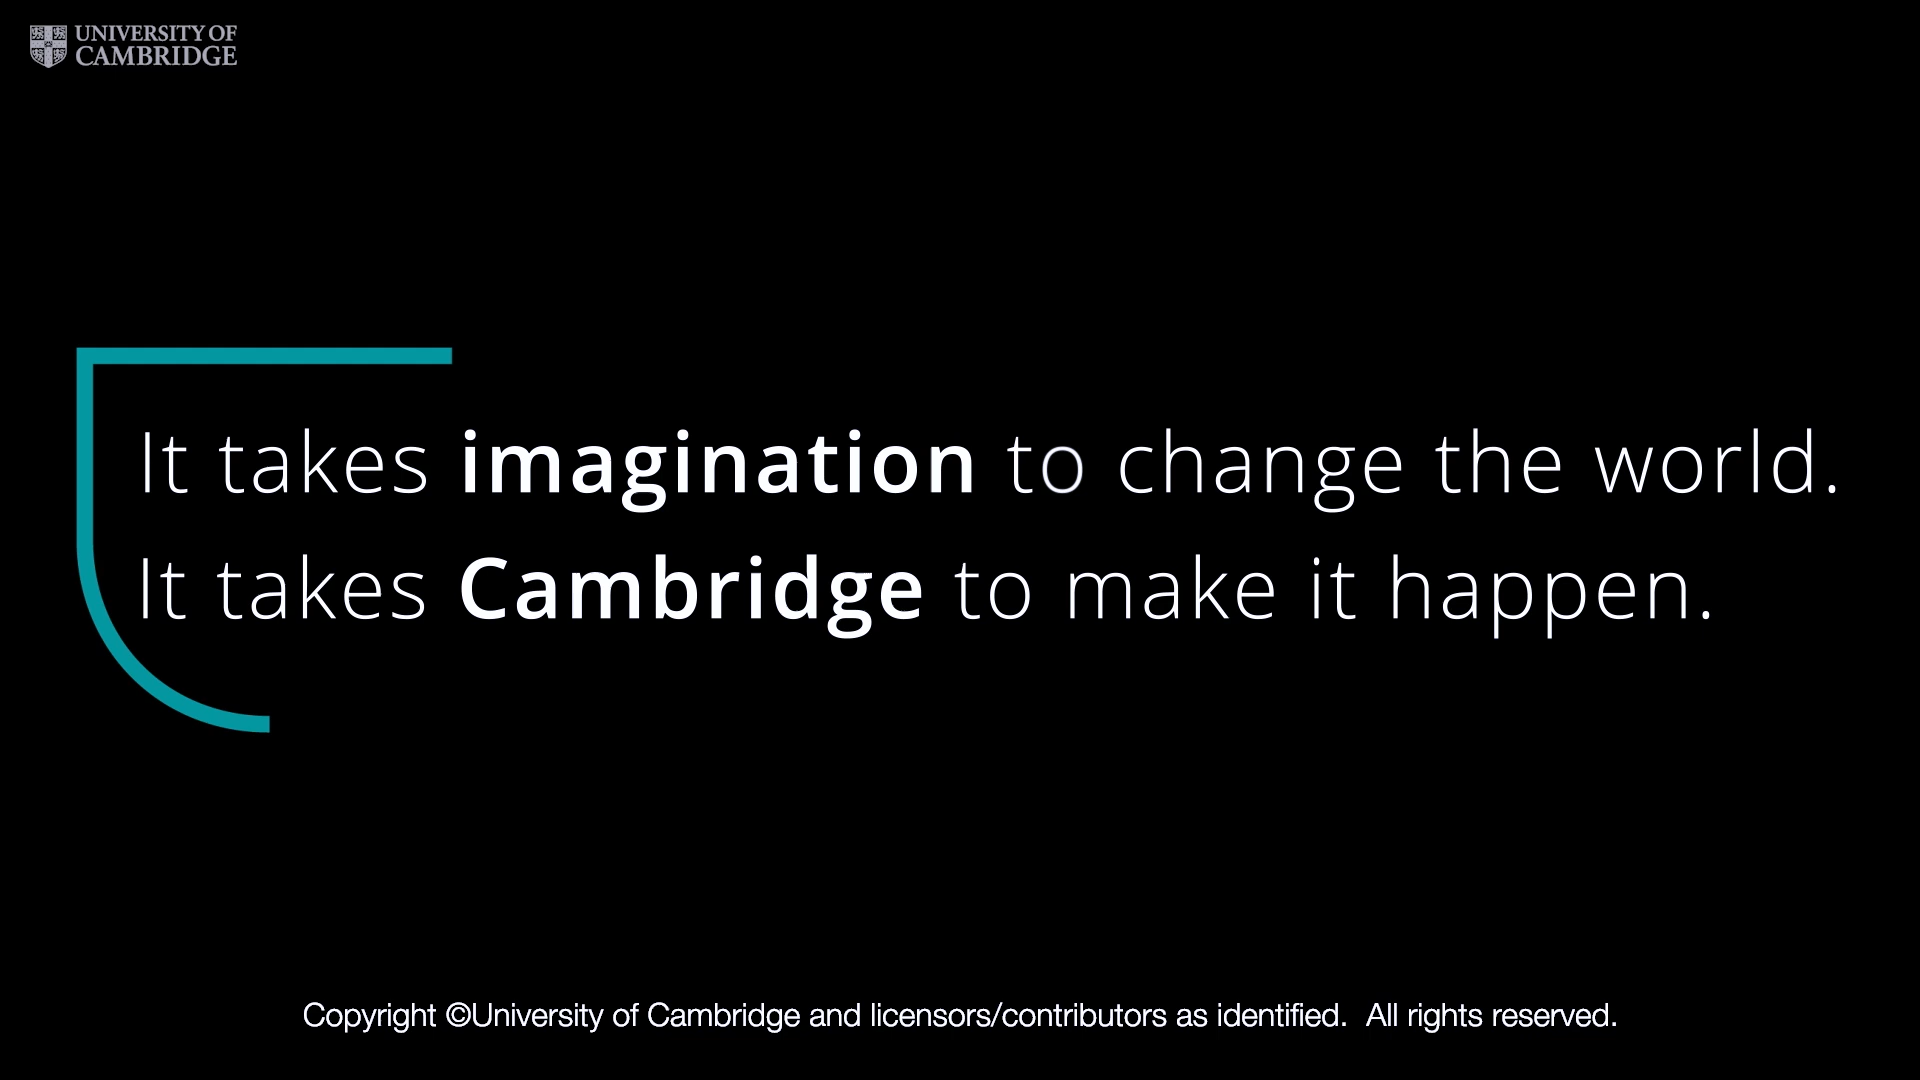 UNIVERSITY OF
CAMBRIDGE
It takes imagination to change the world.
It takes Cambridge to make it happen.
Copyright ©University of Cambridge and licensors/contributors as identified.  All rights reserved.